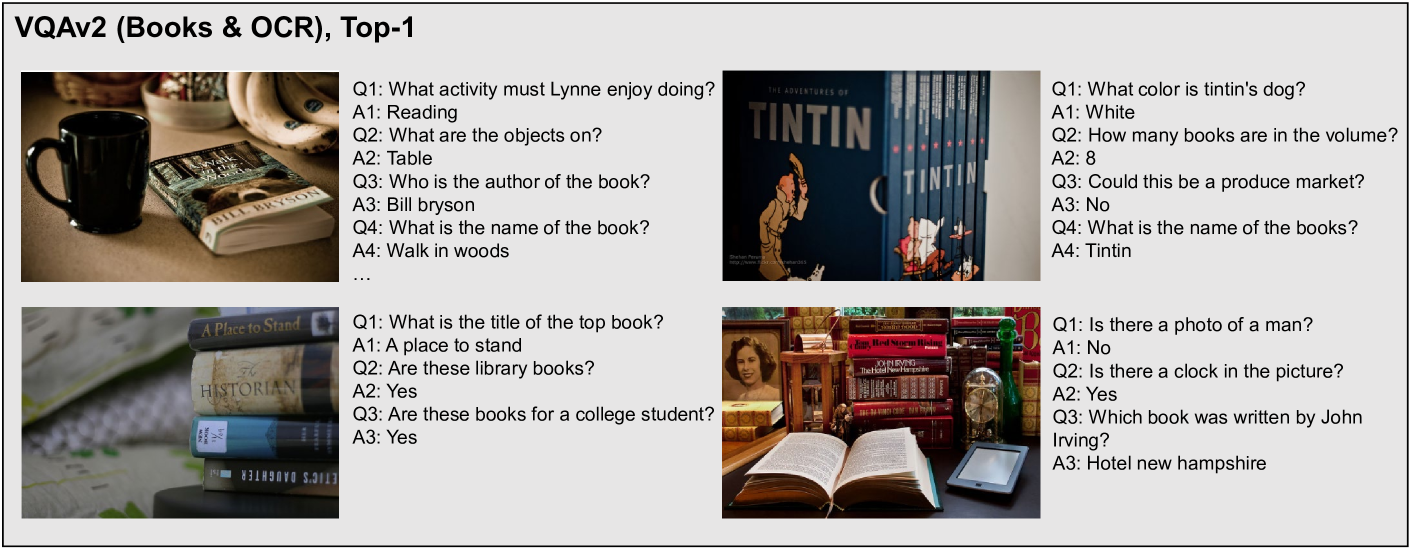 VQAv2 (Books & OCR), Top-1
A Walk
in the
Woods
BILL BRYSON
Q1: What activity must Lynne enjoy doing?
A1: Reading
Q2: What are the objects on?
A2: Table
Q3: Who is the author of the book?
A3: Bill bryson
Q4: What is the name of the book?
A4: Walk in woods
…
THE ADVENTURES OF
TINTIN
TINTIN
Q1: What color is tintin's dog?
A1: White
Q2: How many books are in the volume?
A2: 8
Q3: Could this be a produce market?
A3: No
Q4: What is the name of the books?
A4: Tintin
A Place to Stand
The
HISTORIAN
ETIC'S DAUGHTER
Q1: What is the title of the top book?
A1: A place to stand
Q2: Are these library books?
A2: Yes
Q3: Are these books for a college student?
A3: Yes
Red Storm Rising
JOHN IRVING
The Hotel New Hampshire
Q1: Is there a photo of a man?
A1: No
Q2: Is there a clock in the picture?
A2: Yes
Q3: Which book was written by John
Irving?
A3: Hotel new hampshire